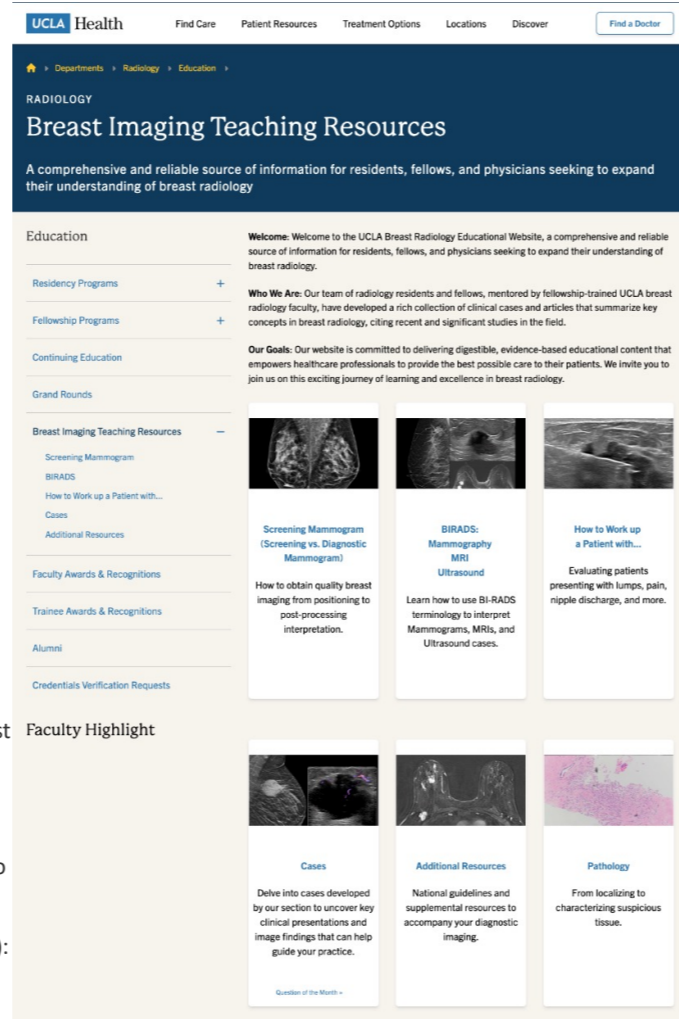 UCLA Health
Find Care
Patient Resources
Treatment Options
Locations
Discover
Find a Doctor
Departments
Radiology
Education
RADIOLOGY
Breast Imaging Teaching Resources
A comprehensive and reliable source of information for residents, fellows, and physicians seeking to expand
their understanding of breast radiology
Education
Residency Programs +
Fellowship Programs +
Continuing Education
Grand Rounds
Breast Imaging Teaching Resources –
Screening Mammogram
BIRADS
How to Work up a Patient with...
Cases
Additional Resources
Faculty Awards & Recognitions
Trainee Awards & Recognitions
Alumni
Credentials Verification Requests
Faculty Highlight
Welcome: Welcome to the UCLA Breast Radiology Educational Website, a comprehensive and reliable
source of information for residents, fellows, and physicians seeking to expand their understanding of
breast radiology.
Who We Are: Our team of radiology residents and fellows, mentored by fellowship-trained UCLA breast
radiology faculty, have developed a rich collection of clinical cases and articles that summarize key
concepts in breast radiology, citing recent and significant studies in the field.
Our Goals: Our website is committed to delivering digestible, evidence-based educational content that
empowers healthcare professionals to provide the best possible care to their patients. We invite you to
join us on this exciting journey of learning and excellence in breast radiology.
Screening Mammogram
(Screening vs. Diagnostic
Mammogram)
How to obtain quality breast
imaging from positioning to
post-processing
interpretation.
BIRADS:
Mammography
MRI
Ultrasound
Learn how to use BI-RADS
terminology to interpret
Mammograms, MRIs, and
Ultrasound cases.
How to Work up
a Patient with...
Evaluating patients
presenting with lumps, pain,
nipple discharge, and more.
Cases
Delve into cases developed
by our section to uncover key
clinical presentations and
image findings that can help
guide your practice.
Question of the Month »
Additional Resources
National guidelines and
supplemental resources to
accompany your diagnostic
imaging.
Pathology
From localizing to
characterizing suspicious
tissue.